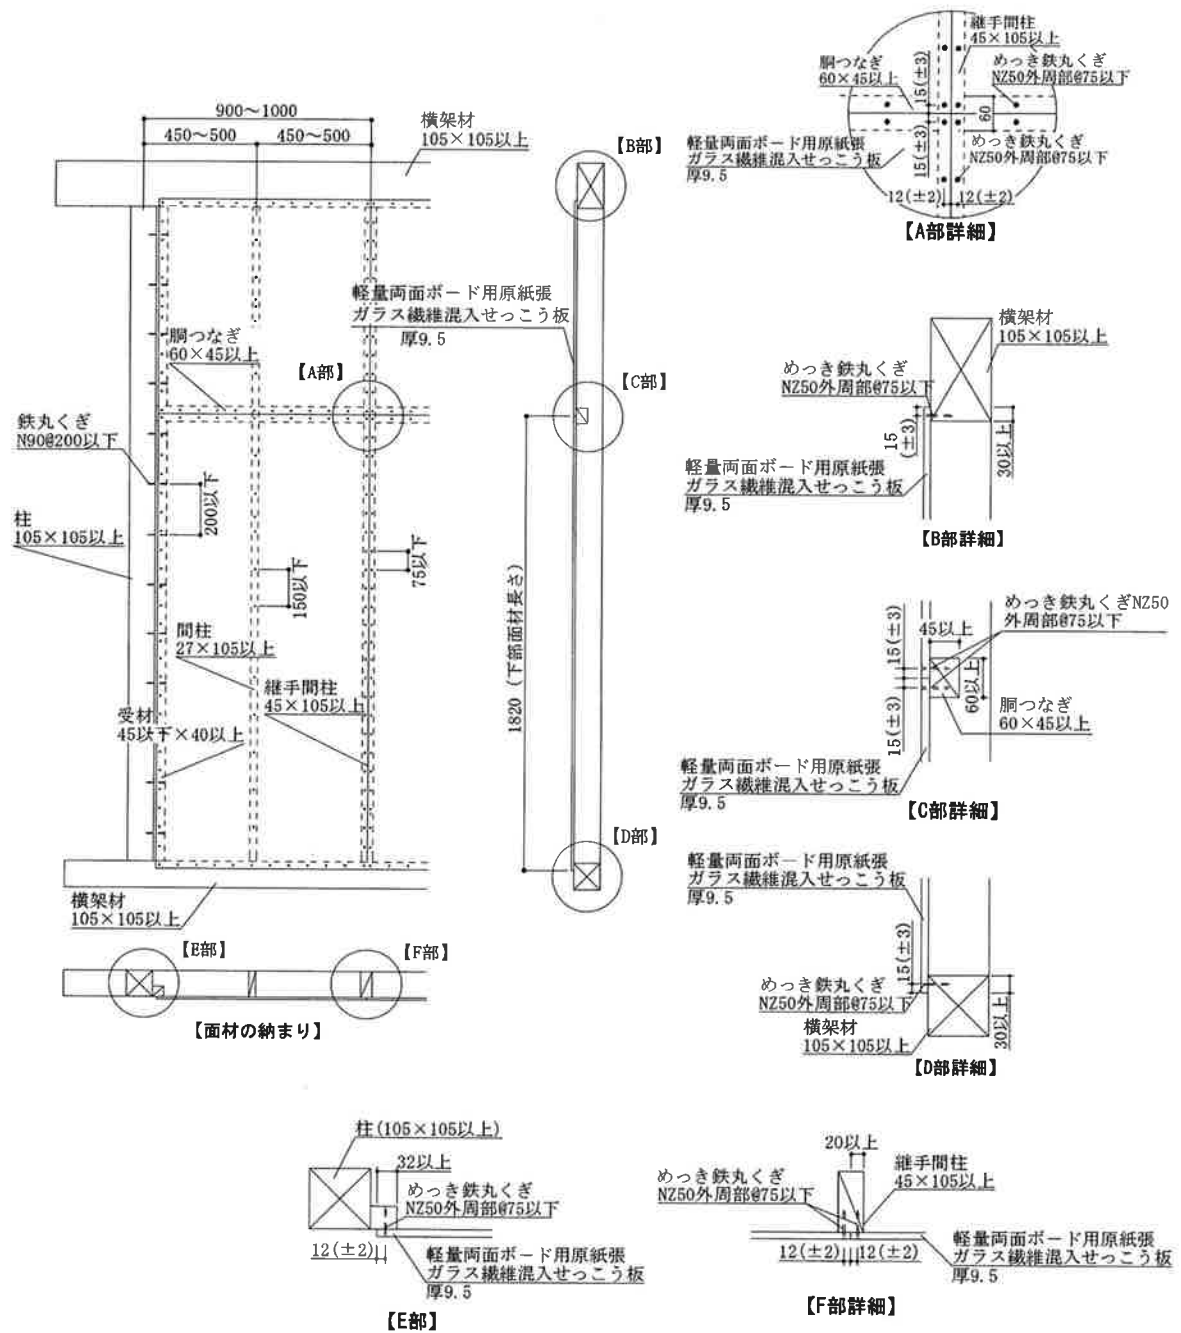 900～1000
450～500
450～500
横架材
105×105以上
【B部】
軽量両面ボード用原紙張
ガラス繊維混入せっこう板
厚9.5
胴つなぎ
60×45以上
【A部】
【C部】
鉄丸くぎ
N90@200以下
200以下
柱
105×105以上
75以下
150以下
間柱
27×105以上
継手間柱
45×105以上
受材
45以下×40以上
1820（下部面材長さ）
【D部】
横架材
105×105以上
【E部】
【F部】
【面材の納まり】
継手間柱
45×105以上
胴つなぎ
60×45以上
めっき鉄丸くぎ
NZ50外周部@75以下
15(±3)
60
軽量両面ボード用原紙張
ガラス繊維混入せっこう板
厚9.5
15(±3)
めっき鉄丸くぎ
NZ50外周部@75以下
12(±2)
12(±2)
【A部詳細】
横架材
105×105以上
めっき鉄丸くぎ
NZ50外周部@75以下
15
(±3)
30以上
軽量両面ボード用原紙張
ガラス繊維混入せっこう板
厚9.5
【B部詳細】
めっき鉄丸くぎNZ50
外周部@75以下
45以上
15(±3)
60以上
15(±3)
胴つなぎ
60×45以上
軽量両面ボード用原紙張
ガラス繊維混入せっこう板
厚9.5
【C部詳細】
軽量両面ボード用原紙張
ガラス繊維混入せっこう板
厚9.5
15(±3)
めっき鉄丸くぎ
NZ50外周部@75以下
横架材
105×105以上
30以上
【D部詳細】
柱(105×105以上)
32以上
めっき鉄丸くぎ
NZ50外周部@75以下
12(±2)
軽量両面ボード用原紙張
ガラス繊維混入せっこう板
厚9.5
【E部】
20以上
めっき鉄丸くぎ
NZ50外周部@75以下
継手間柱
45×105以上
12(±2)
12(±2)
軽量両面ボード用原紙張
ガラス繊維混入せっこう板
厚9.5
【F部詳細】